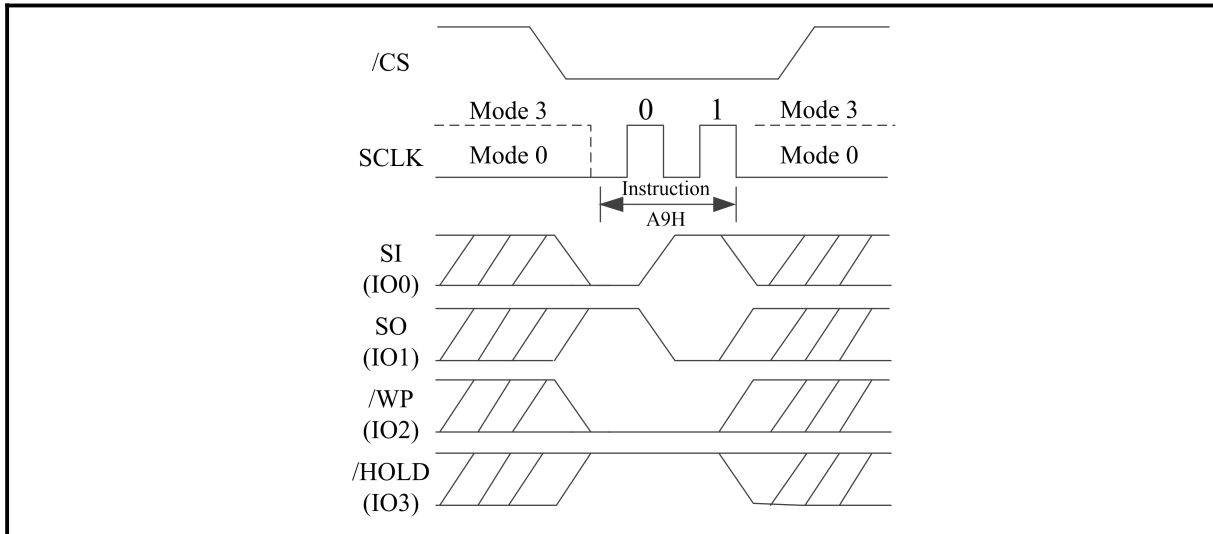 /CS
Mode 3 0 1 Mode 3
SCLK Mode 0 Mode 0
Instruction
A9H
SI
(IO0)
SO
(IO1)
/WP
(IO2)
/HOLD
(IO3)